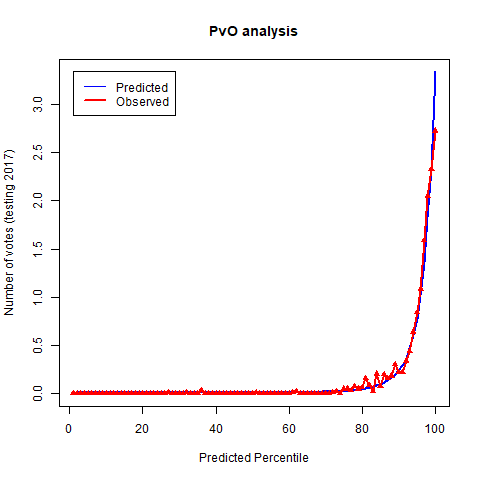 PvO analysis
Predicted
Observed
Number of votes (testing 2017)
3.0
2.5
2.0
1.5
1.0
0.5
0.0
0 20 40 60 80 100
Predicted Percentile